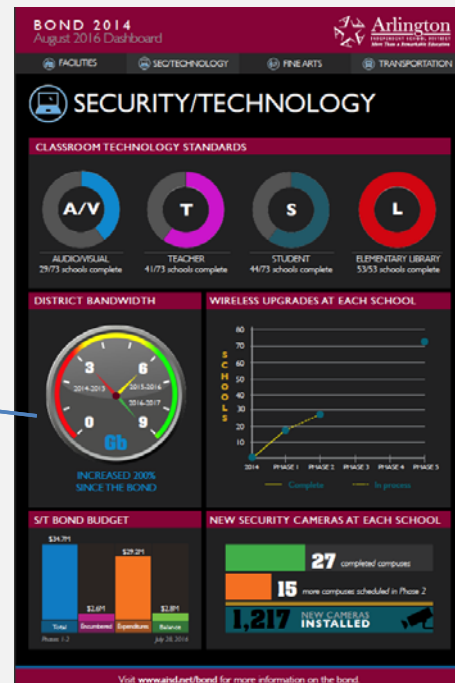 BOND 2014
August 2016 Dashboard
Arlington
INDEPENDENT SCHOOL DISTRICT
More Than a Remarkable Education
FACILITIES
SEC/TECHNOLOGY
FINE ARTS
TRANSPORTATION
SECURITY/TECHNOLOGY
CLASSROOM TECHNOLOGY STANDARDS
A/V
T
S
L
AUDIO/VISUAL
29/73 schools complete
TEACHER
41/73 schools complete
STUDENT
44/73 schools complete
ELEMENTARY LIBRARY
53/53 schools complete
DISTRICT BANDWIDTH
3
6
2014-2015
2015-2016
2016-2017
0
9
Gb
INCREASED 200%
SINCE THE BOND
WIRELESS UPGRADES AT EACH SCHOOL
SCHOOLS
80
70
60
50
40
30
20
10
2014
PHASE 1
PHASE 2
PHASE 3
PHASE 4
PHASE 5
Complete
In process
S/T BOND BUDGET
$34.7M
$2.6M
$29.2M
$2.8M
Total
Encumbered
Expenditures
Balance
Phases 1-2
July 28, 2016
NEW SECURITY CAMERAS AT EACH SCHOOL
27 completed campuses
15 more campuses scheduled in Phase 2
1,217 NEW CAMERAS
INSTALLED
Visit www.aisd.net/bond for more information on the bond.